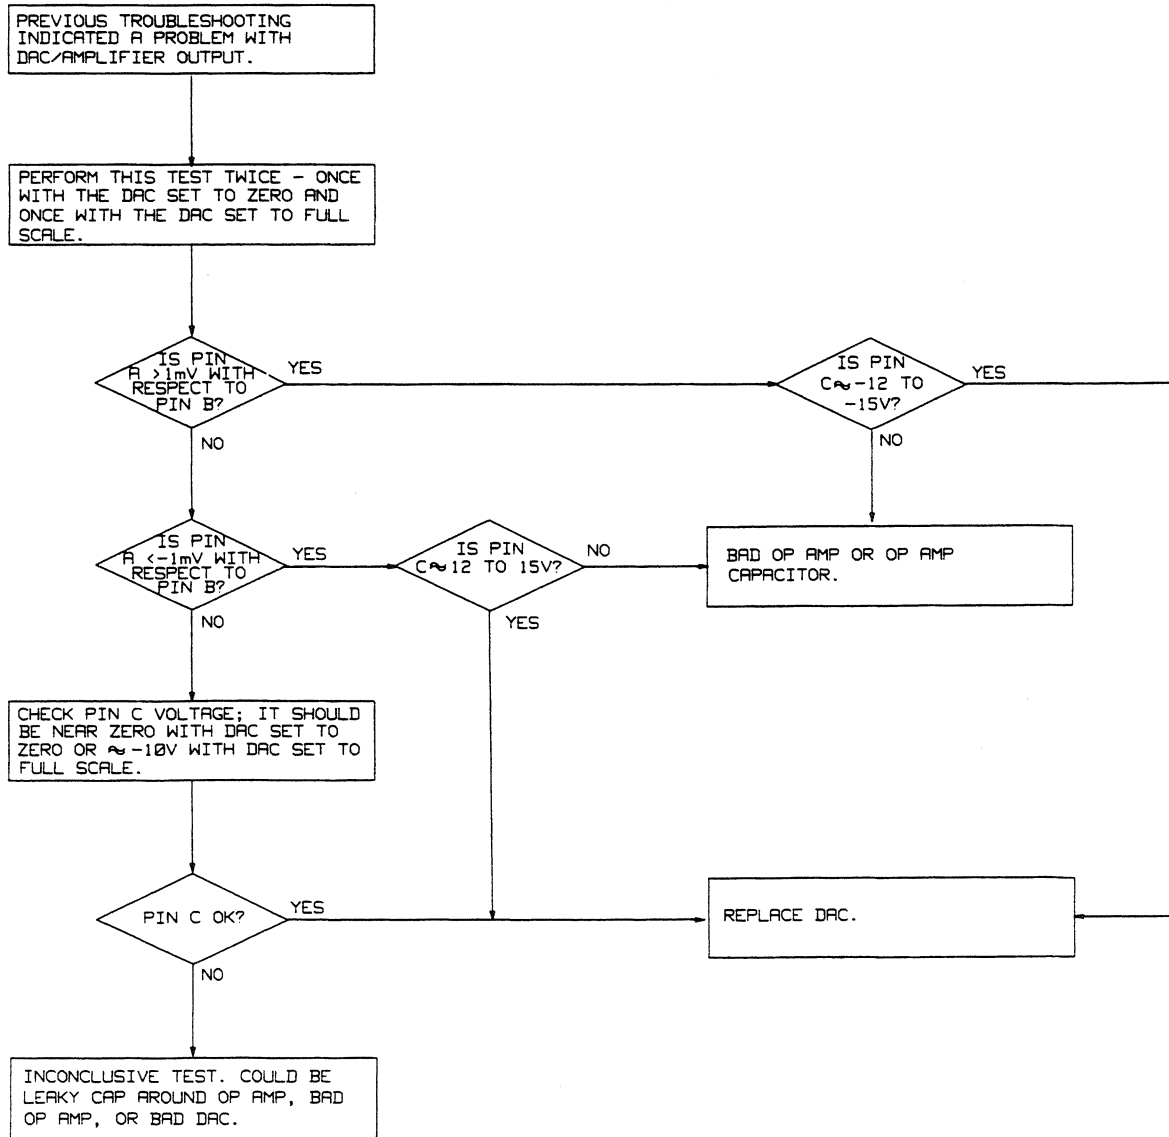 PREVIOUS TROUBLESHOOTING
INDICATED A PROBLEM WITH
DAC/AMPLIFIER OUTPUT.
PERFORM THIS TEST TWICE - ONCE
WITH THE DAC SET TO ZERO AND
ONCE WITH THE DAC SET TO FULL
SCALE.
IS PIN
A >1mV WITH
RESPECT TO
PIN B?
YES
NO
IS PIN
C≈-12 TO
-15V?
YES
NO
IS PIN
A <-1mV WITH
RESPECT TO
PIN B?
YES
NO
IS PIN
C≈12 TO 15V?
NO
YES
BAD OP AMP OR OP AMP
CAPACITOR.
CHECK PIN C VOLTAGE; IT SHOULD
BE NEAR ZERO WITH DAC SET TO
ZERO OR ≈-10V WITH DAC SET TO
FULL SCALE.
PIN C OK?
YES
NO
REPLACE DAC.
INCONCLUSIVE TEST. COULD BE
LEAKY CAP AROUND OP AMP, BAD
OP AMP, OR BAD DAC.